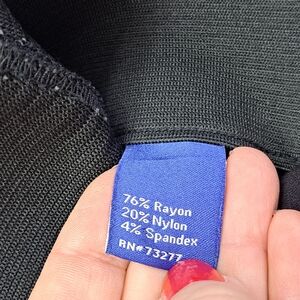 76% Rayon
20% Nylon
4% Spandex
RN# 73277